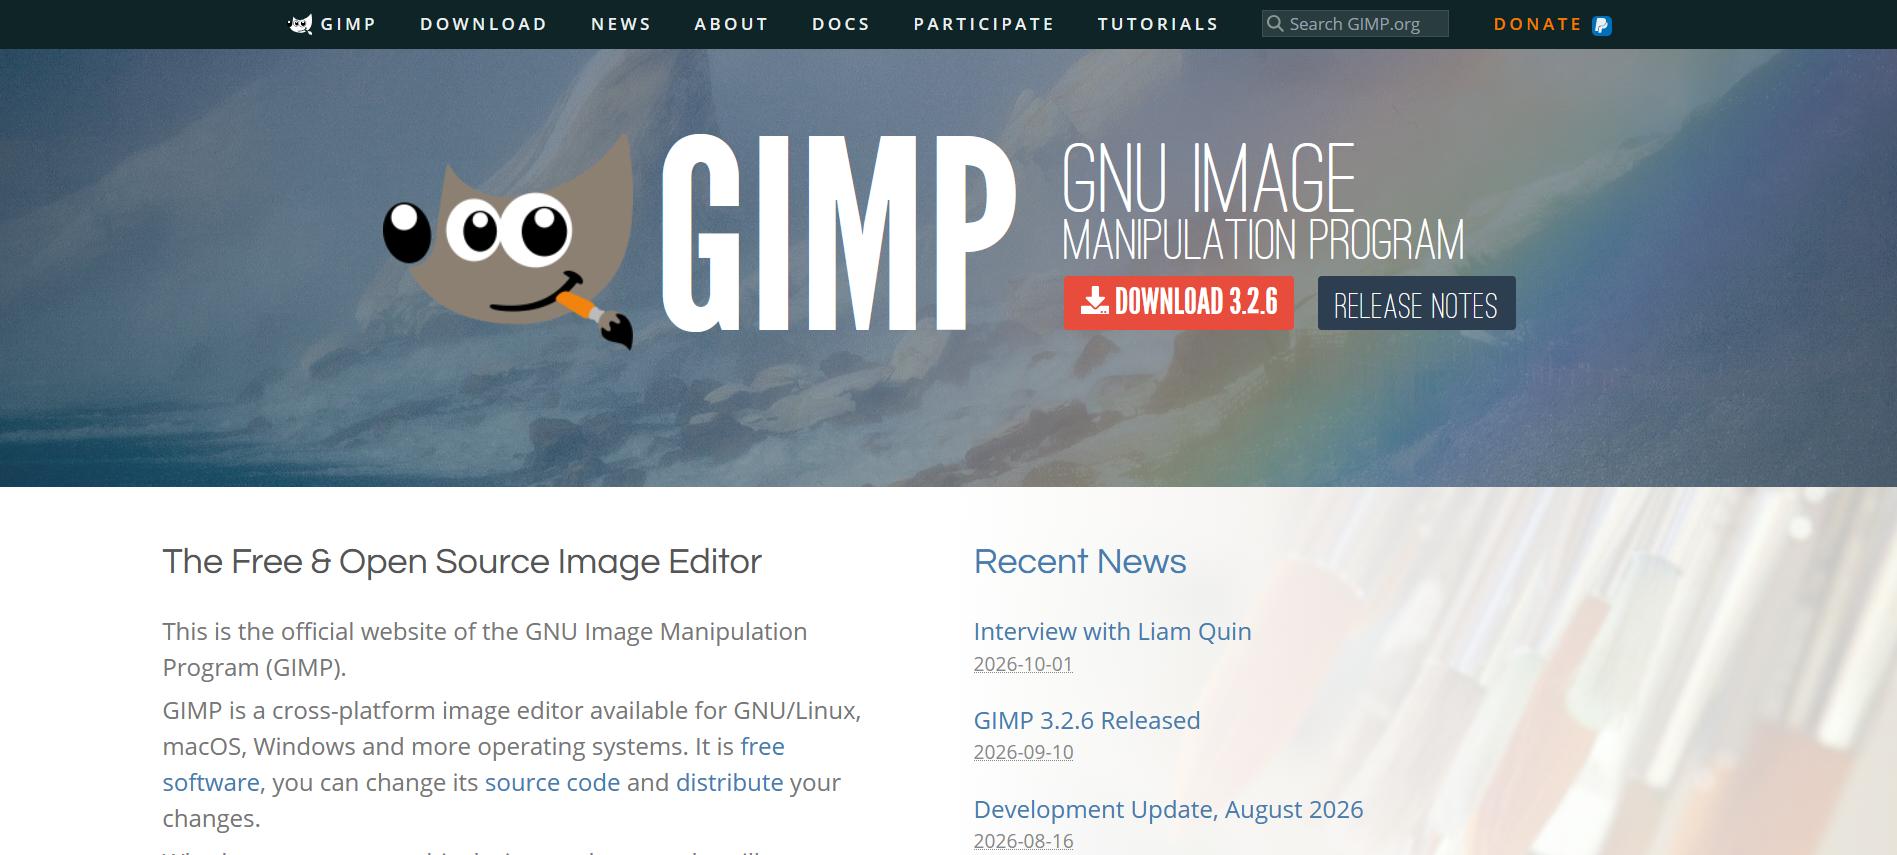 GIMP DOWNLOAD NEWS ABOUT DOCS PARTICIPATE TUTORIALS Search GIMP.org DONATE
GIMP
GNU IMAGE
MANIPULATION PROGRAM
DOWNLOAD 3.2.6 RELEASE NOTES
The Free & Open Source Image Editor
This is the official website of the GNU Image Manipulation
Program (GIMP).
GIMP is a cross-platform image editor available for GNU/Linux,
macOS, Windows and more operating systems. It is free
software, you can change its source code and distribute your
changes.
Recent News
Interview with Liam Quin
2026-10-01
GIMP 3.2.6 Released
2026-09-10
Development Update, August 2026
2026-08-16